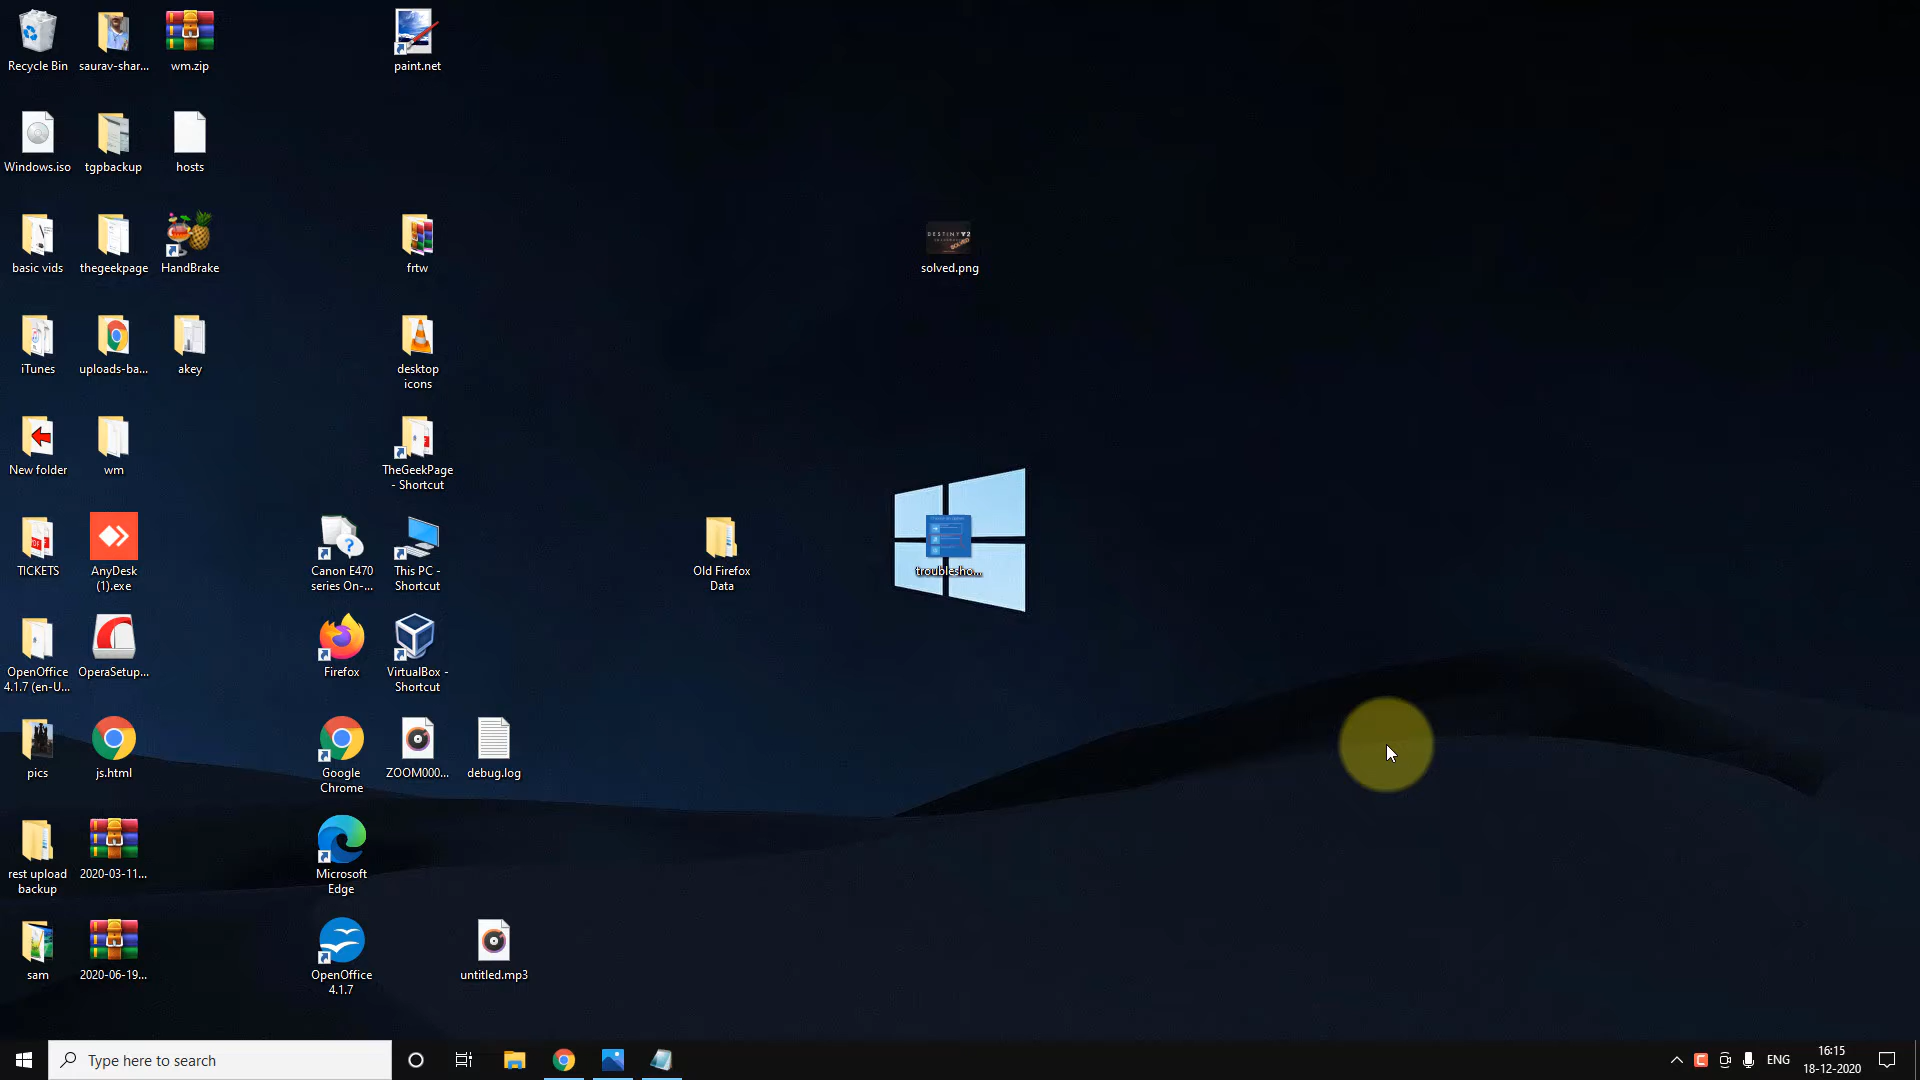 Recycle Bin
saurav-shar...
wm.zip
paint.net
Windows.iso
tgpbackup
hosts
basic vids
thegeekpage
HandBrake
frtw
DESTINY 2
solved.png
iTunes
uploads-ba...
akey
desktop
icons
New folder
wm
TheGeekPage
- Shortcut
TICKETS
AnyDesk
(1).exe
Canon E470
series On-...
This PC -
Shortcut
Old Firefox
Data
troublesho...
OpenOffice
4.1.7 (en-U...
OperaSetup...
Firefox
VirtualBox -
Shortcut
pics
js.html
Google
Chrome
ZOOM000...
debug.log
rest upload
backup
2020-03-11...
Microsoft
Edge
sam
2020-06-19...
OpenOffice
4.1.7
untitled.mp3
Type here to search
ENG
16:15
18-12-2020